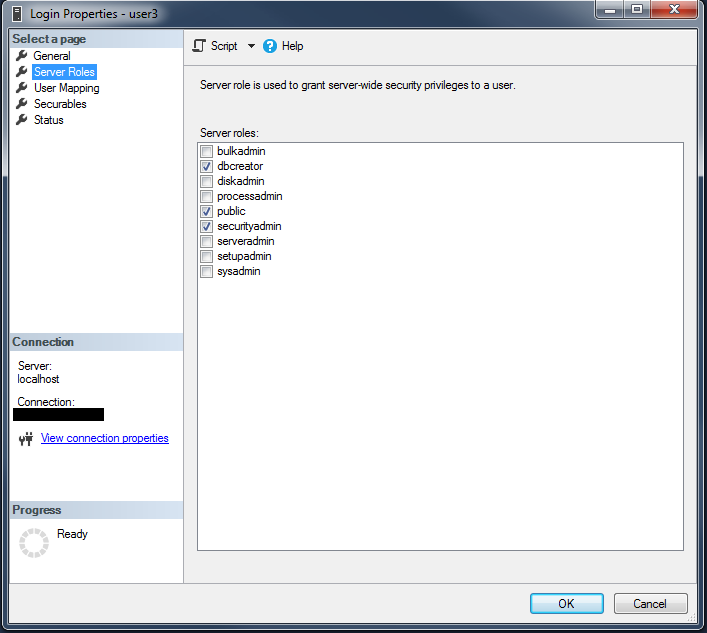 Login Properties - user3
Select a page
General
Server Roles
User Mapping
Securables
Status
Script
Help
Server role is used to grant server-wide security privileges to a user.
Server roles:
bulkadmin
dbcreator
diskadmin
processadmin
public
securityadmin
serveradmin
setupadmin
sysadmin
Connection
Server:
localhost
Connection:
View connection properties
Progress
Ready
OK
Cancel